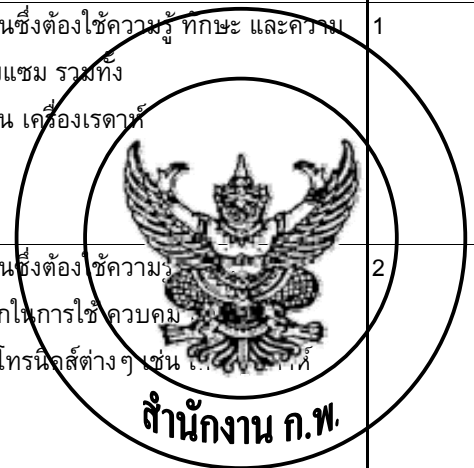 นซึ่งต้องใช้ความรู้ ทักษะ และความ 1
งแซม รวมทั้ง
น เครื่องเรดาห์
นซึ่งต้องใช้ความรู้ 2
กในการใช้ ควบคุม
โทรนิคส์ต่างๆ เช่น
สำนักงาน ก.พ.